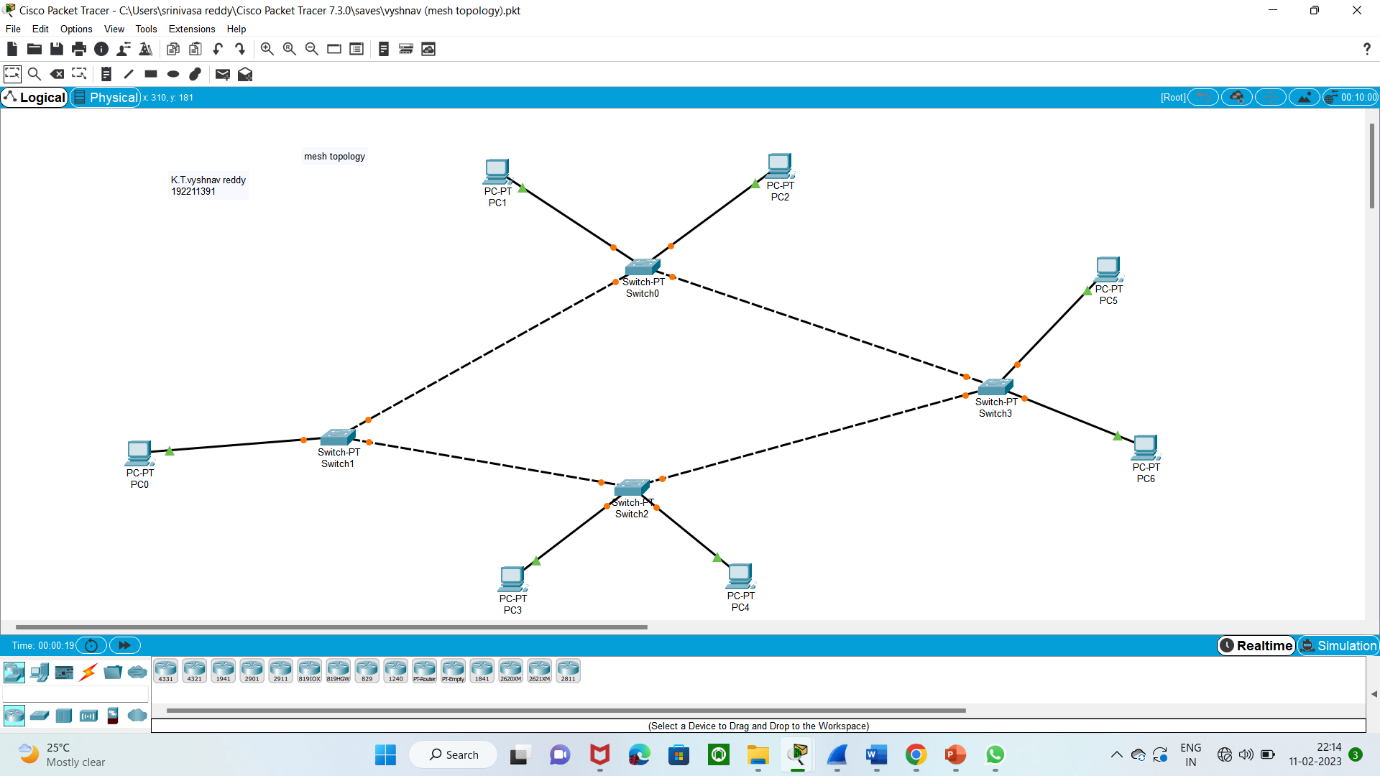 Cisco Packet Tracer - C:\Users\srinivasa reddy\Cisco Packet Tracer 7.3.0\saves\vyshnav (mesh topology).pkt
File Edit Options View Tools Extensions Help
?
Logical Physical x: 310, y: 181 [Root] 00:10:00
mesh topology
K.T.vyshnav reddy
192211391
PC-PT
PC1
PC-PT
PC2
Switch-PT
Switch0
PC-PT
PC5
Switch-PT
Switch3
Switch-PT
Switch1
PC-PT
PC0
PC-PT
PC6
Switch-PT
Switch2
PC-PT
PC3
PC-PT
PC4
Time: 00:00:19 Realtime Simulation
4331 4321 1941 2901 2911 819IOX 819HGW 829 1240 PT-Router PT-Empty 1841 2620XM 2621XM 2811
(Select a Device to Drag and Drop to the Workspace)
25°C
Mostly clear
Search
ENG
IN
22:14
11-02-2023
3